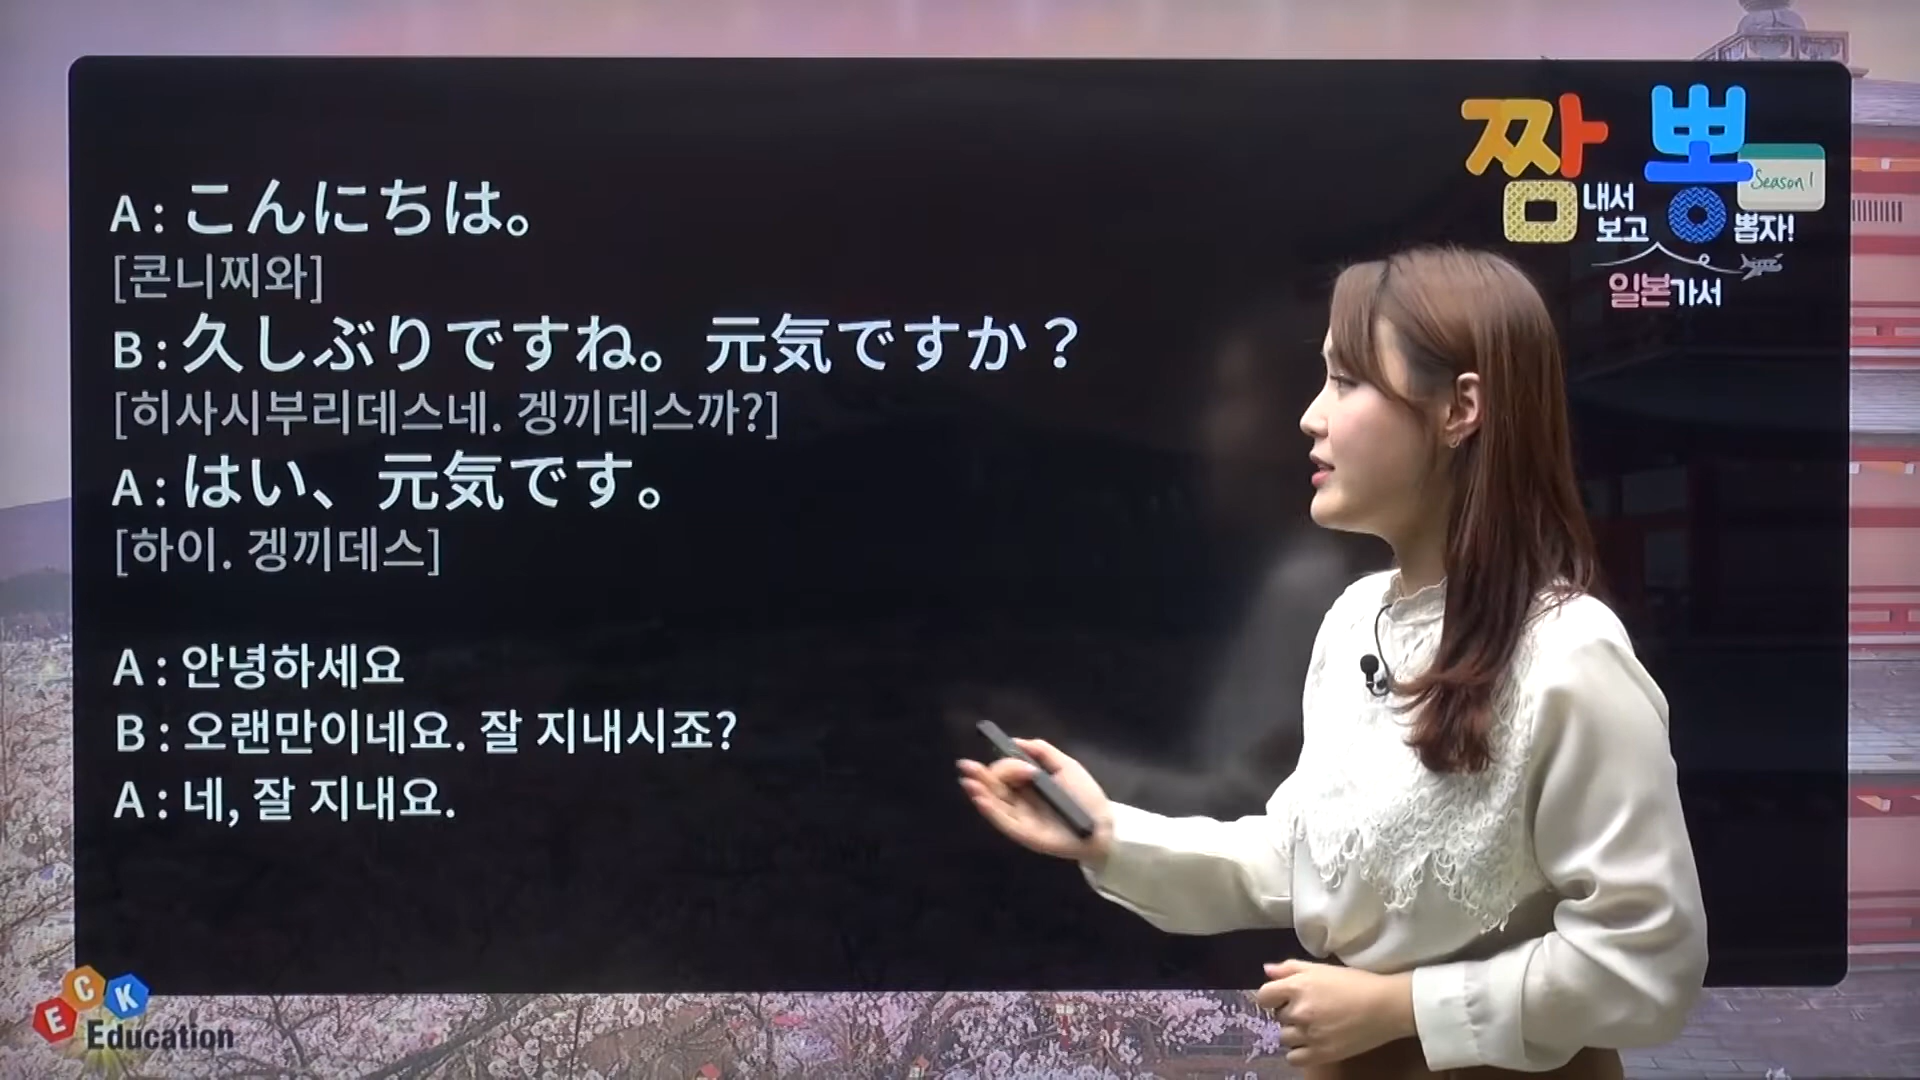 A : こんにちは。
[콘니찌와]
B : 久しぶりですね。元気ですか？
[히사시부리데스네. 겡끼데스까?]
A : はい、元気です。
[하이. 겡끼데스]
A : 안녕하세요
B : 오랜만이네요. 잘 지내시죠?
A : 네, 잘 지내요.
짬 뽕
Season 1
내서 보고 뽑자!
일본가서
ECK
Education